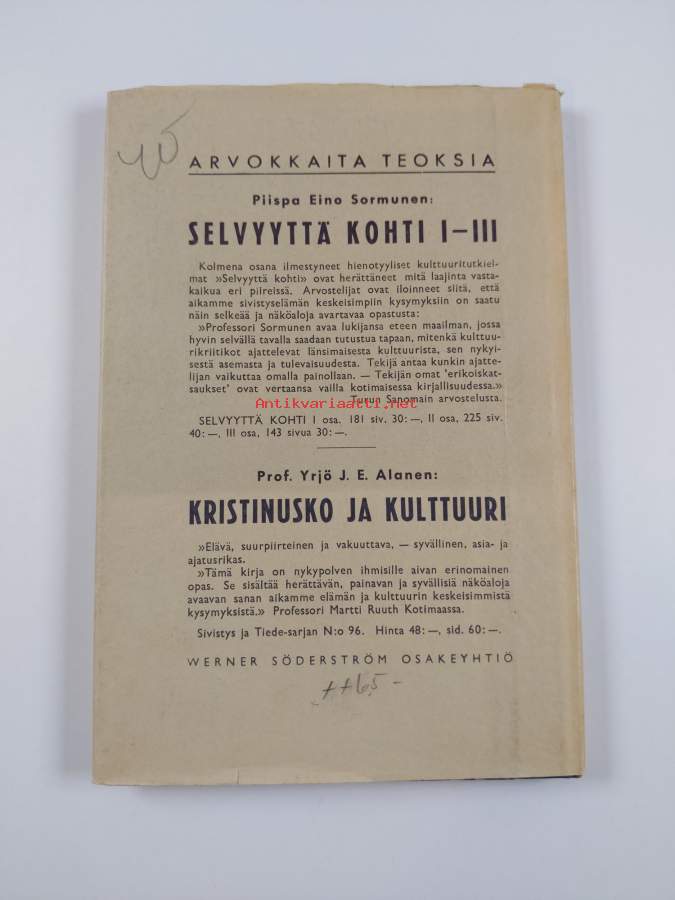 ARVOKKAITA TEOKSIA
Piispa Eino Sormunen:
SELVYYTTÄ KOHTI I–III
Kolmena osana ilmestyneet hienotyyliset kulttuuritutkiel-
mat »Selvyyttä kohti» ovat herättäneet mitä laajinta vasta-
kaikua eri piireissä. Arvostelijat ovat iloinneet siitä, että
aikamme sivistyselämän keskeisimpiin kysymyksiin on saatu
näin selkeää ja näköaloja avartavaa opastusta:
»Professori Sormunen avaa lukijansa eteen maailman, jossa
hyvin selvällä tavalla saadaan tutustua tapaan, mitenkä kulttuu-
rikriitikot ajattelevat länsimaisesta kulttuurista, sen nykyi-
sestä asemasta ja tulevaisuudesta. Tekijä antaa kunkin ajatte-
lijan vaikuttaa omalla painollaan. — Tekijän omat 'erikoiskat-
saukset' ovat vertaansa vailla kotimaisessa kirjallisuudessa.»
Turun Sanomain arvostelusta.
Antikvariaatti.net
SELVYYTTÄ KOHTI I osa. 181 siv. 30: —, II osa, 225 siv.
40: —, III osa, 143 sivua 30: —.
Prof. Yrjö J. E. Alanen:
KRISTINUSKO JA KULTTUURI
»Elävä, suurpiirteinen ja vakuuttava, — syvällinen, asia- ja
ajatusrikas.
»Tämä kirja on nykypolven ihmisille aivan erinomainen
opas. Se sisältää herättävän, painavan ja syvällisiä näköaloja
avaavan sanan aikamme elämän ja kulttuurin keskeisimmistä
kysymyksistä.» Professori Martti Ruuth Kotimaassa.
Sivistys ja Tiede-sarjan N:o 96. Hinta 48: —, sid. 60: —.
WERNER SÖDERSTRÖM OSAKEYHTIÖ